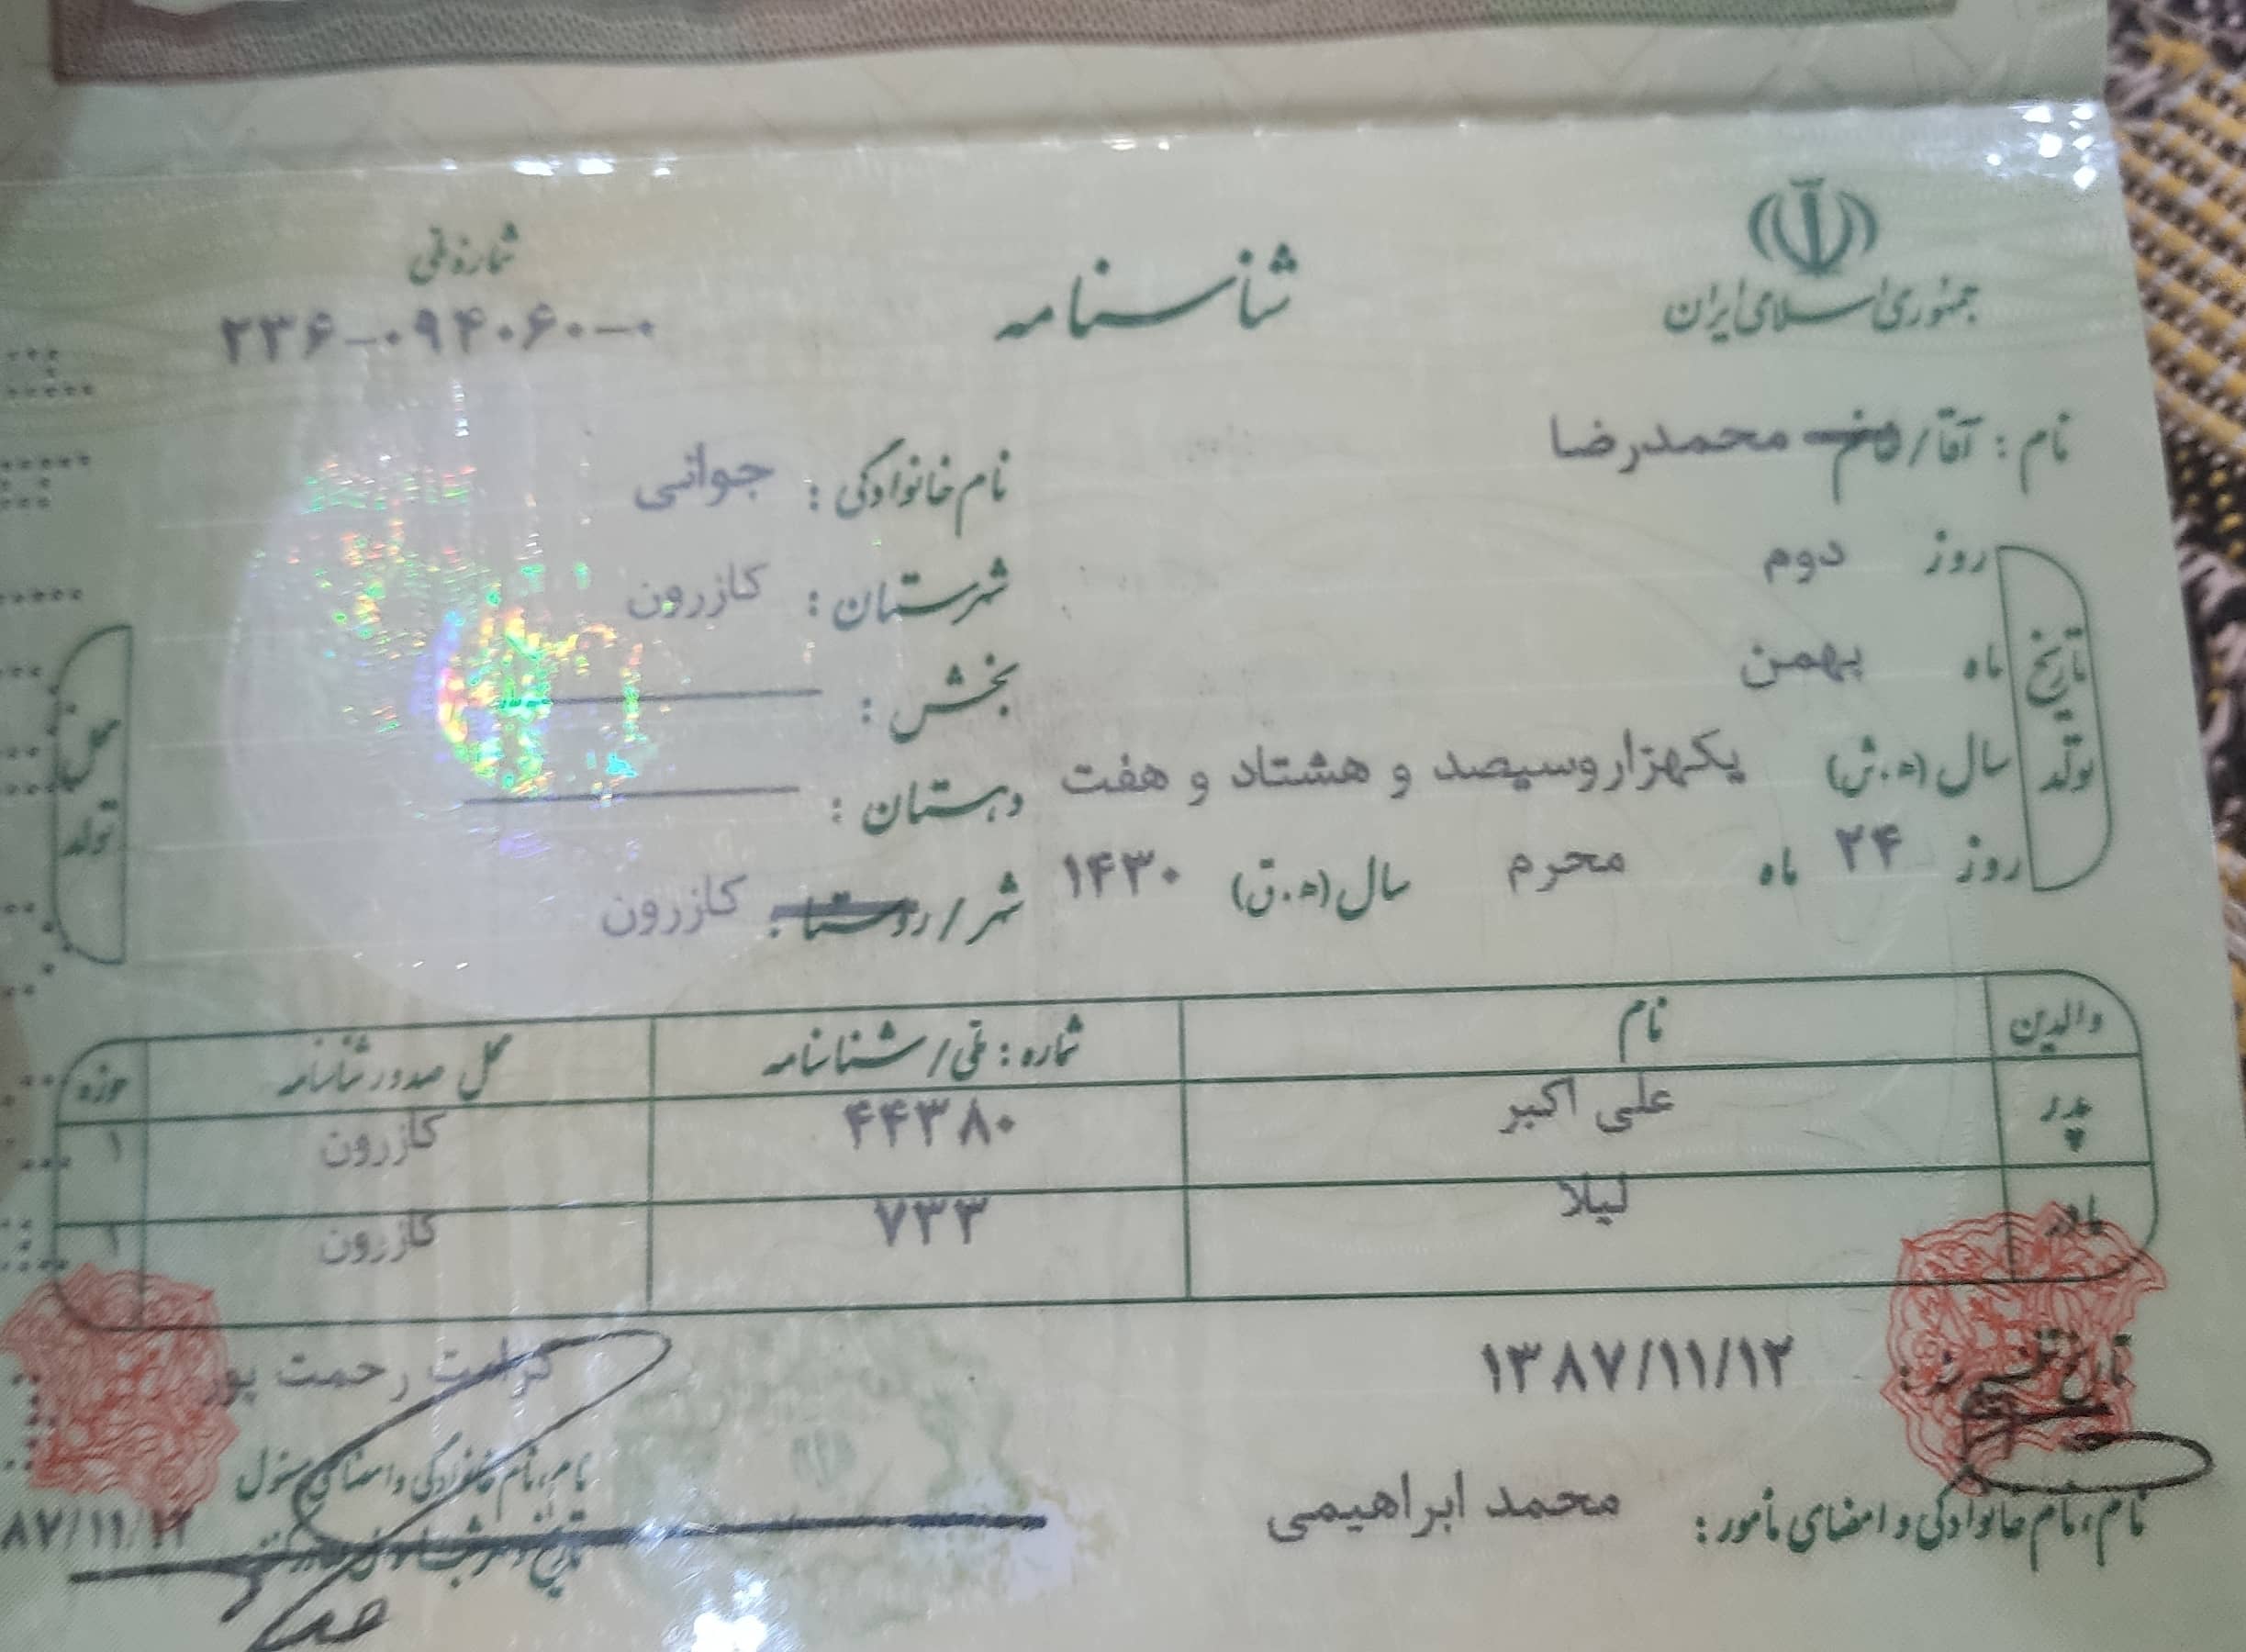 جمهوری اسلامی ایران
شناسنامه
شماره ملی
۲۳۶-۰۹۴۰۶۰-۰
نام : آقا/خانم محمدرضا
نام خانوادگی : جوانی
تاریخ تولد
روز دوم
ماه بهمن
سال (ه.ش) یکهزاروسیصد و هشتاد و هفت
روز ۲۴ ماه محرم سال (ه.ق) ۱۴۳۰
محل تولد
شهرستان : کازرون
بخش :
دهستان :
شهر/روستا : کازرون
والدین نام شماره : ملی/شناسنامه محل صدور شناسنامه حوزه
پدر علی اکبر ۴۴۳۸۰ کازرون ۱
مادر لیلا ۷۳۳ کازرون ۱
تاریخ تنظیم سند : ۱۳۸۷/۱۱/۱۲
کرامت رحمت پور
نام، نام خانوادگی و امضای مأمور : محمد ابراهیمی
نام، نام خانوادگی و امضای مسئول
۸۷/۱۱/۱۲